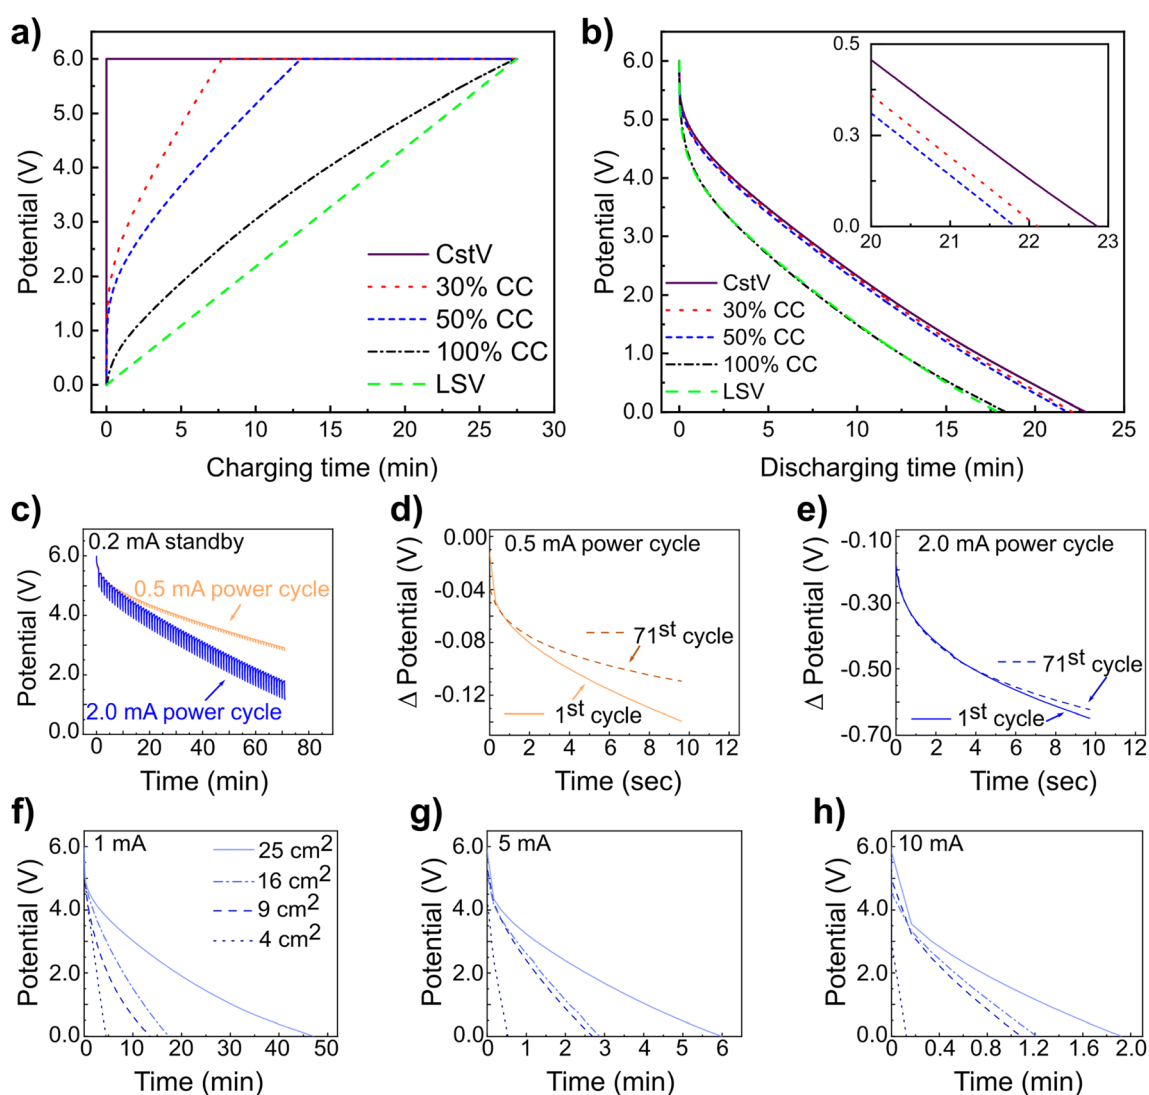 a)
Potential (V)
6.0
5.0
4.0
3.0
2.0
1.0
0.0
CstV
30% CC
50% CC
100% CC
LSV
0 5 10 15 20 25 30
Charging time (min)
b)
Potential (V)
6.0
5.0
4.0
3.0
2.0
1.0
0.0
0.5
0.3
0.0
20 21 22 23
CstV
30% CC
50% CC
100% CC
LSV
0 5 10 15 20 25
Discharging time (min)
c)
Potential (V)
6.0
4.0
2.0
0.0
0.2 mA standby
0.5 mA power cycle
2.0 mA power cycle
0 20 40 60 80
Time (min)
d)
Δ Potential (V)
0.00
-0.04
-0.08
-0.12
0.5 mA power cycle
71st cycle
1st cycle
0 2 4 6 8 10 12
Time (sec)
e)
Δ Potential (V)
-0.10
-0.30
-0.50
-0.70
2.0 mA power cycle
71st cycle
1st cycle
0 2 4 6 8 10 12
Time (sec)
f)
Potential (V)
6.0
4.0
2.0
0.0
1 mA
25 cm2
16 cm2
9 cm2
4 cm2
0 10 20 30 40 50
Time (min)
g)
Potential (V)
6.0
4.0
2.0
0.0
5 mA
0 1 2 3 4 5 6
Time (min)
h)
Potential (V)
6.0
4.0
2.0
0.0
10 mA
0 0.4 0.8 1.2 1.6 2.0
Time (min)